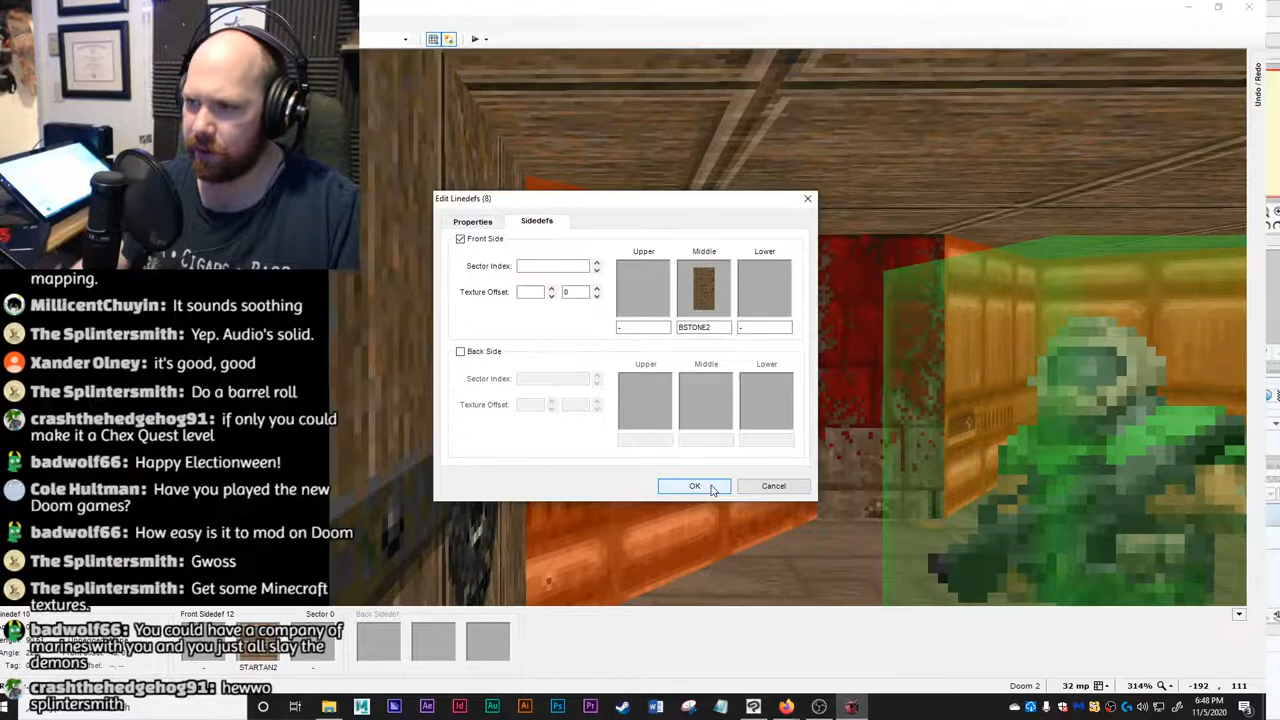 Edit Linedefs (8)
Properties
Sidedefs
Front Side
Sector Index:
Texture Offset:
0
Upper
Middle
Lower
-
BSTONE2
-
Back Side
Sector Index:
Texture Offset:
Upper
Middle
Lower
OK
Cancel
Undo / Redo
mapping.
MillicentChuyin: It sounds soothing
The Splintersmith: Yep. Audio's solid.
Xander Olney: it's good, good
The Splintersmith: Do a barrel roll
crashthehedgehog91: if only you could
make it a Chex Quest level
badwolf66: Happy Electionween!
Cole Huitman: Have you played the new
Doom games?
badwolf66: How easy is it to mod on Doom
The Splintersmith: Gwoss
The Splintersmith: Get some Minecraft
textures.
badwolf66: You could have a company of
marines with you and you just all slay the
demons
crashthehedgehog91: hewwo
splintersmith
Front Sidedef 12
Sector 0
Back Sidedef
-
STARTAN2
-
Doom 2
32 mp
314%
-192 , 111
6:48 PM
11/5/2020